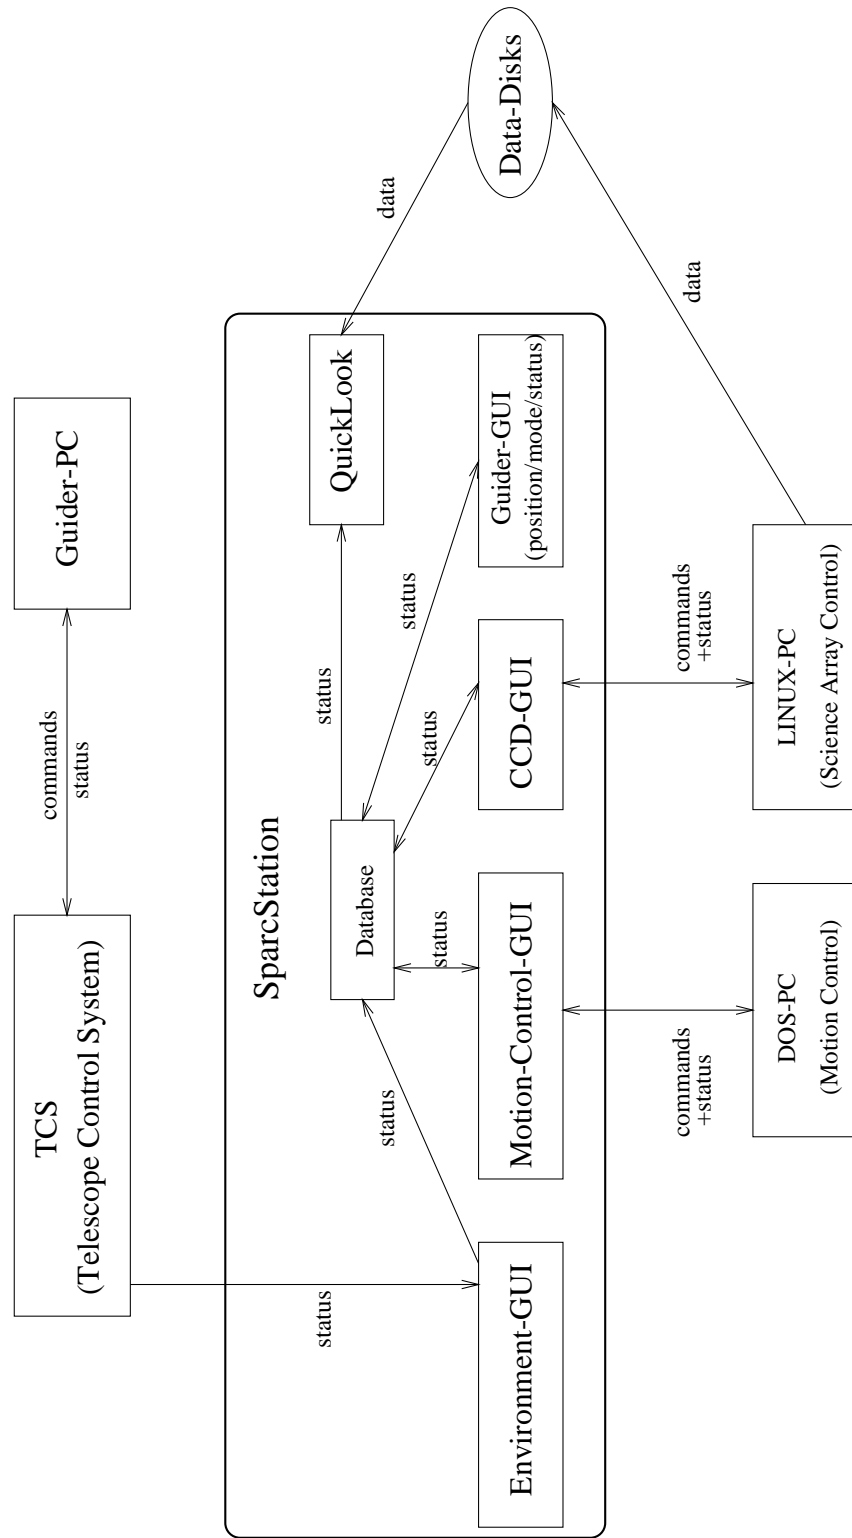 TCS
(Telescope Control System)
commands
status
Guider-PC
status
SparcStation
Database
status
QuickLook
data
Data-Disks
status
status
status
status
Environment-GUI
Motion-Control-GUI
CCD-GUI
Guider-GUI
(position/mode/status)
commands
+status
commands
+status
data
DOS-PC
(Motion Control)
LINUX-PC
(Science Array Control)